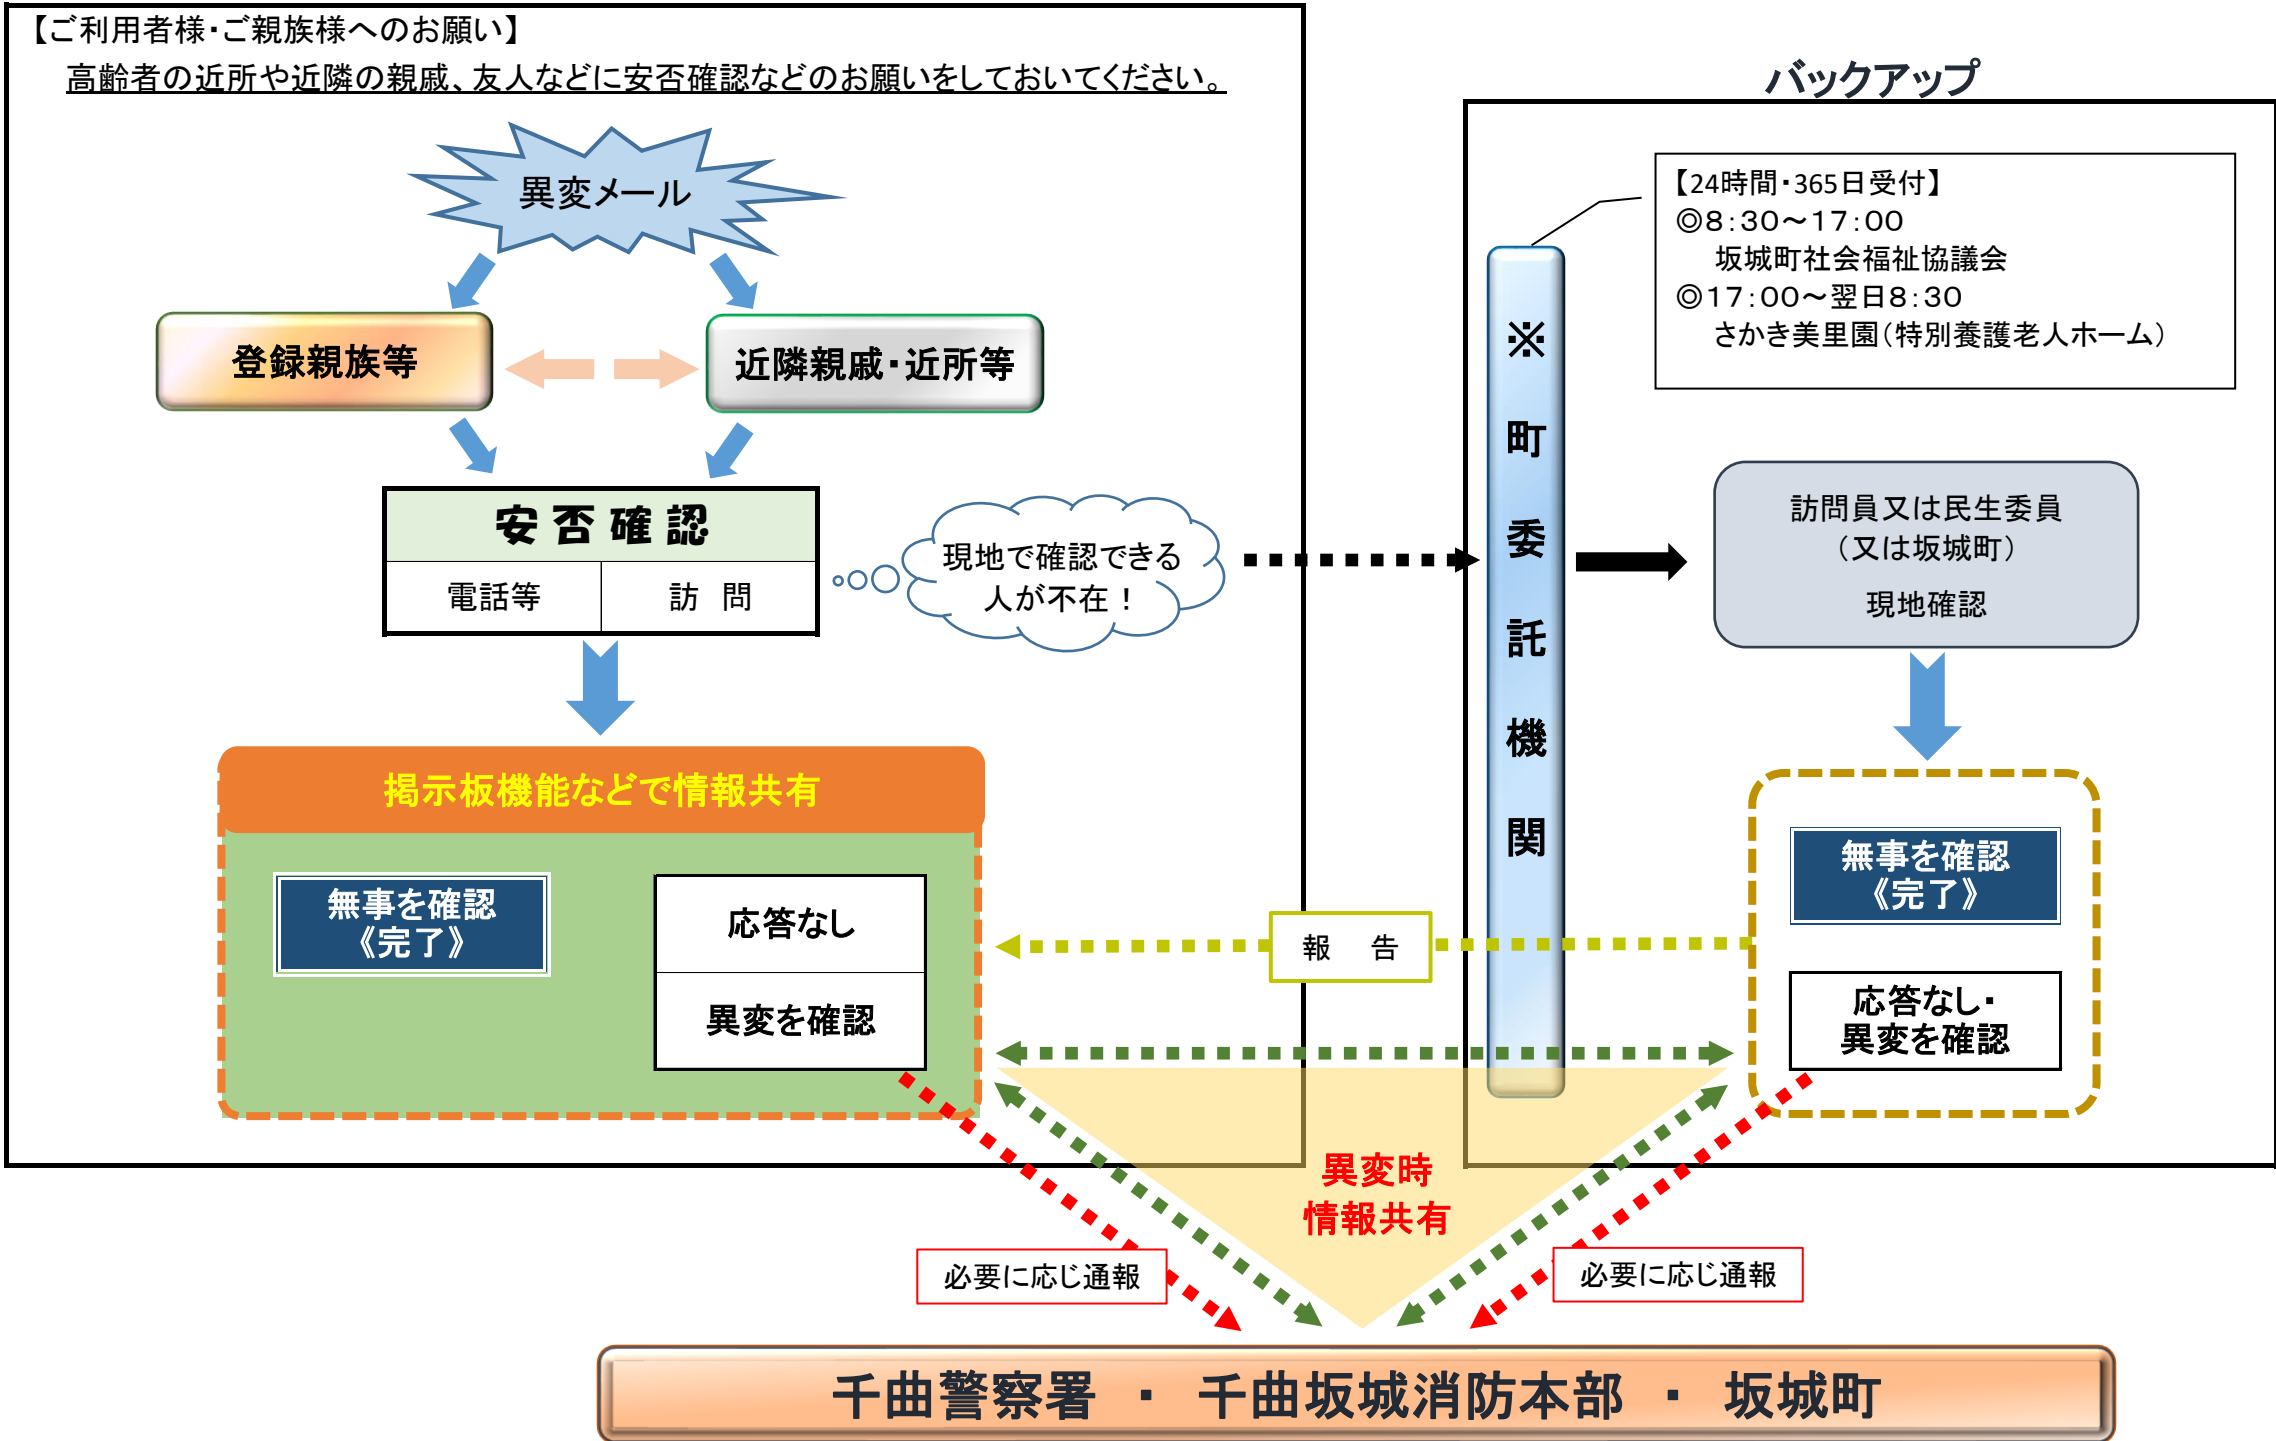 【ご利用者様・ご親族様へのお願い】
高齢者の近所や近隣の親戚、友人などに安否確認などのお願いをしておいてください。
異変メール
登録親族等
近隣親戚・近所等
安否確認
電話等
訪　問
現地で確認できる
人が不在！
掲示板機能などで情報共有
無事を確認
《完了》
応答なし
異変を確認
バックアップ
【24時間・365日受付】
◎8：30～17：00
坂城町社会福祉協議会
◎17：00～翌日8：30
さかき美里園（特別養護老人ホーム）
※町委託機関
訪問員又は民生委員
（又は坂城町）
現地確認
無事を確認
《完了》
応答なし・
異変を確認
報　告
異変時
情報共有
必要に応じ通報
必要に応じ通報
千曲警察署　・　千曲坂城消防本部　・　坂城町